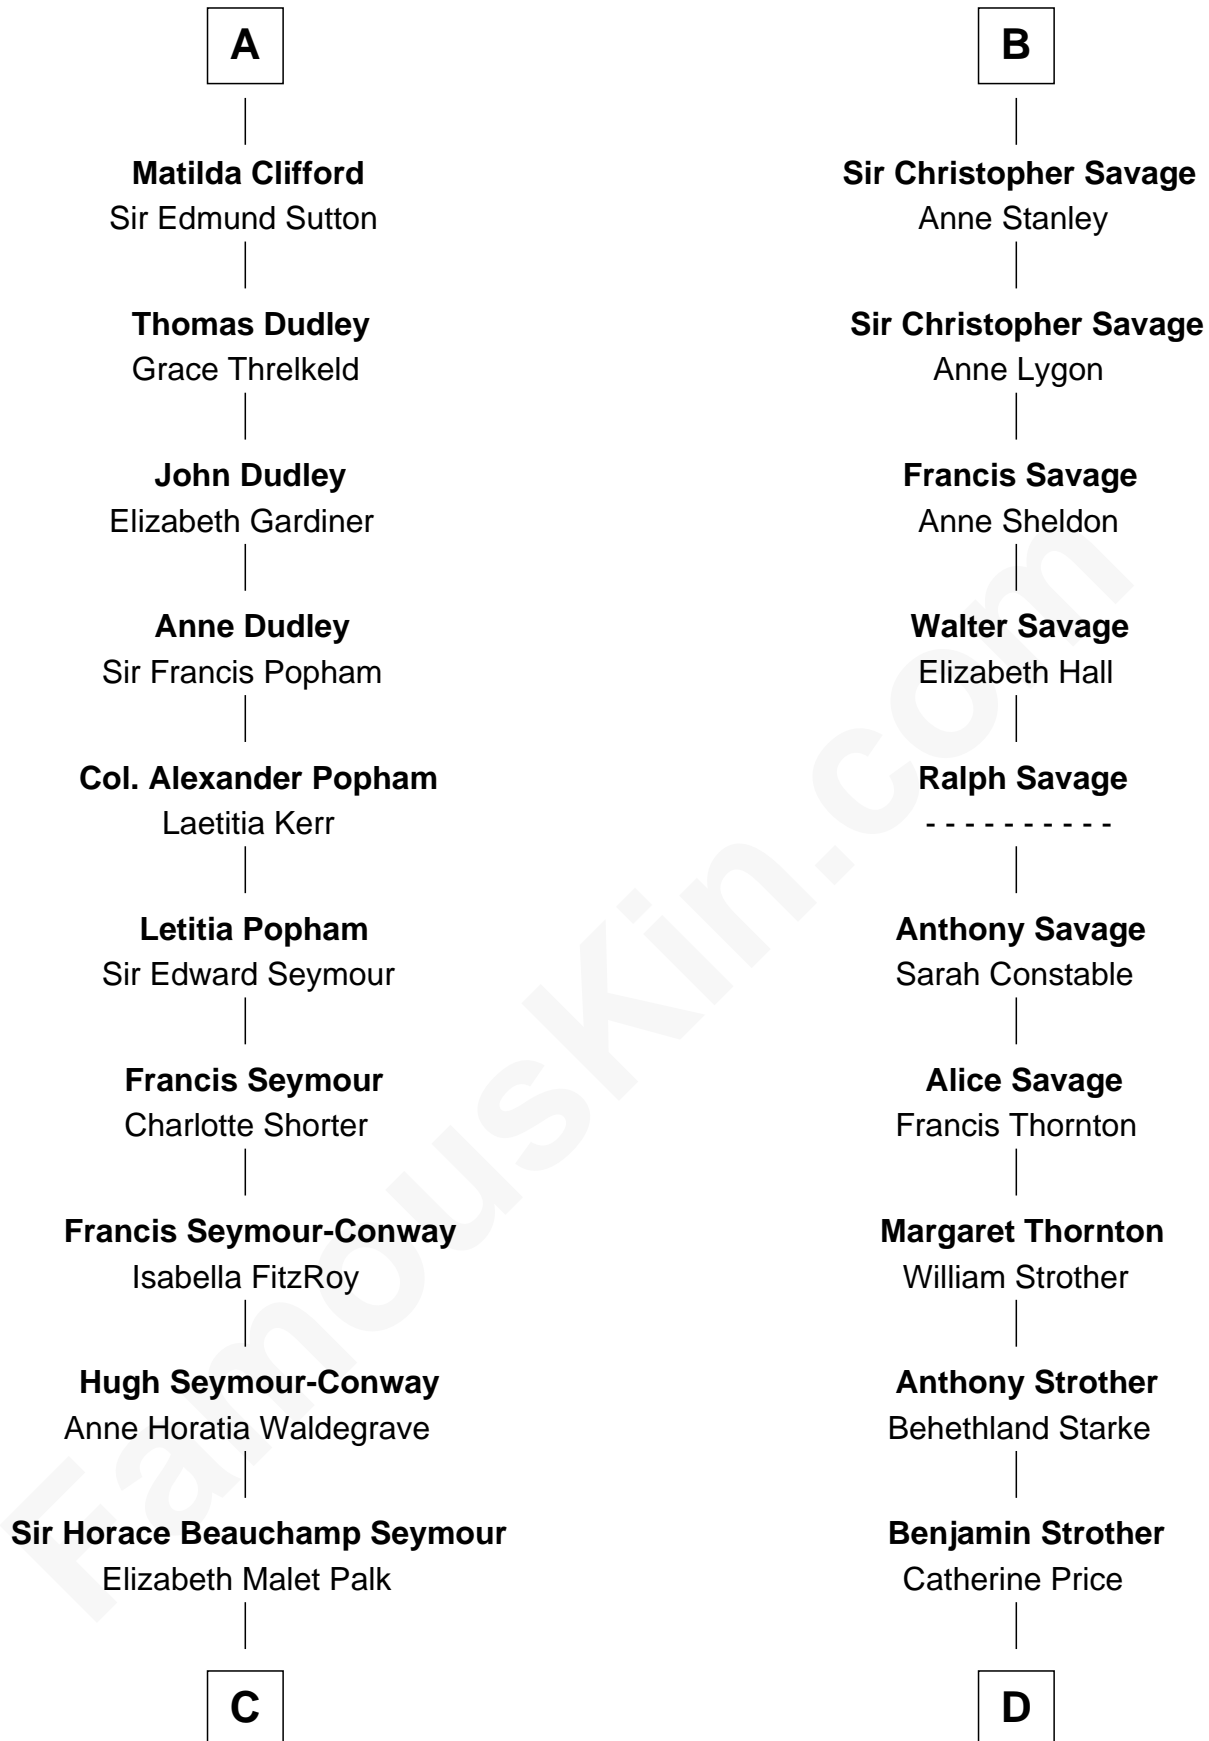 A
Matilda Clifford
Sir Edmund Sutton
Thomas Dudley
Grace Threlkeld
John Dudley
Elizabeth Gardiner
Anne Dudley
Sir Francis Popham
Col. Alexander Popham
Laetitia Kerr
Letitia Popham
Sir Edward Seymour
Francis Seymour
Charlotte Shorter
Francis Seymour-Conway
Isabella FitzRoy
Hugh Seymour-Conway
Anne Horatia Waldegrave
Sir Horace Beauchamp Seymour
Elizabeth Malet Palk
C
B
Sir Christopher Savage
Anne Stanley
Sir Christopher Savage
Anne Lygon
Francis Savage
Anne Sheldon
Walter Savage
Elizabeth Hall
Ralph Savage
- - - - - - - - - -
Anthony Savage
Sarah Constable
Alice Savage
Francis Thornton
Margaret Thornton
William Strother
Anthony Strother
Behethland Starke
Benjamin Strother
Catherine Price
D
FamousKin.com